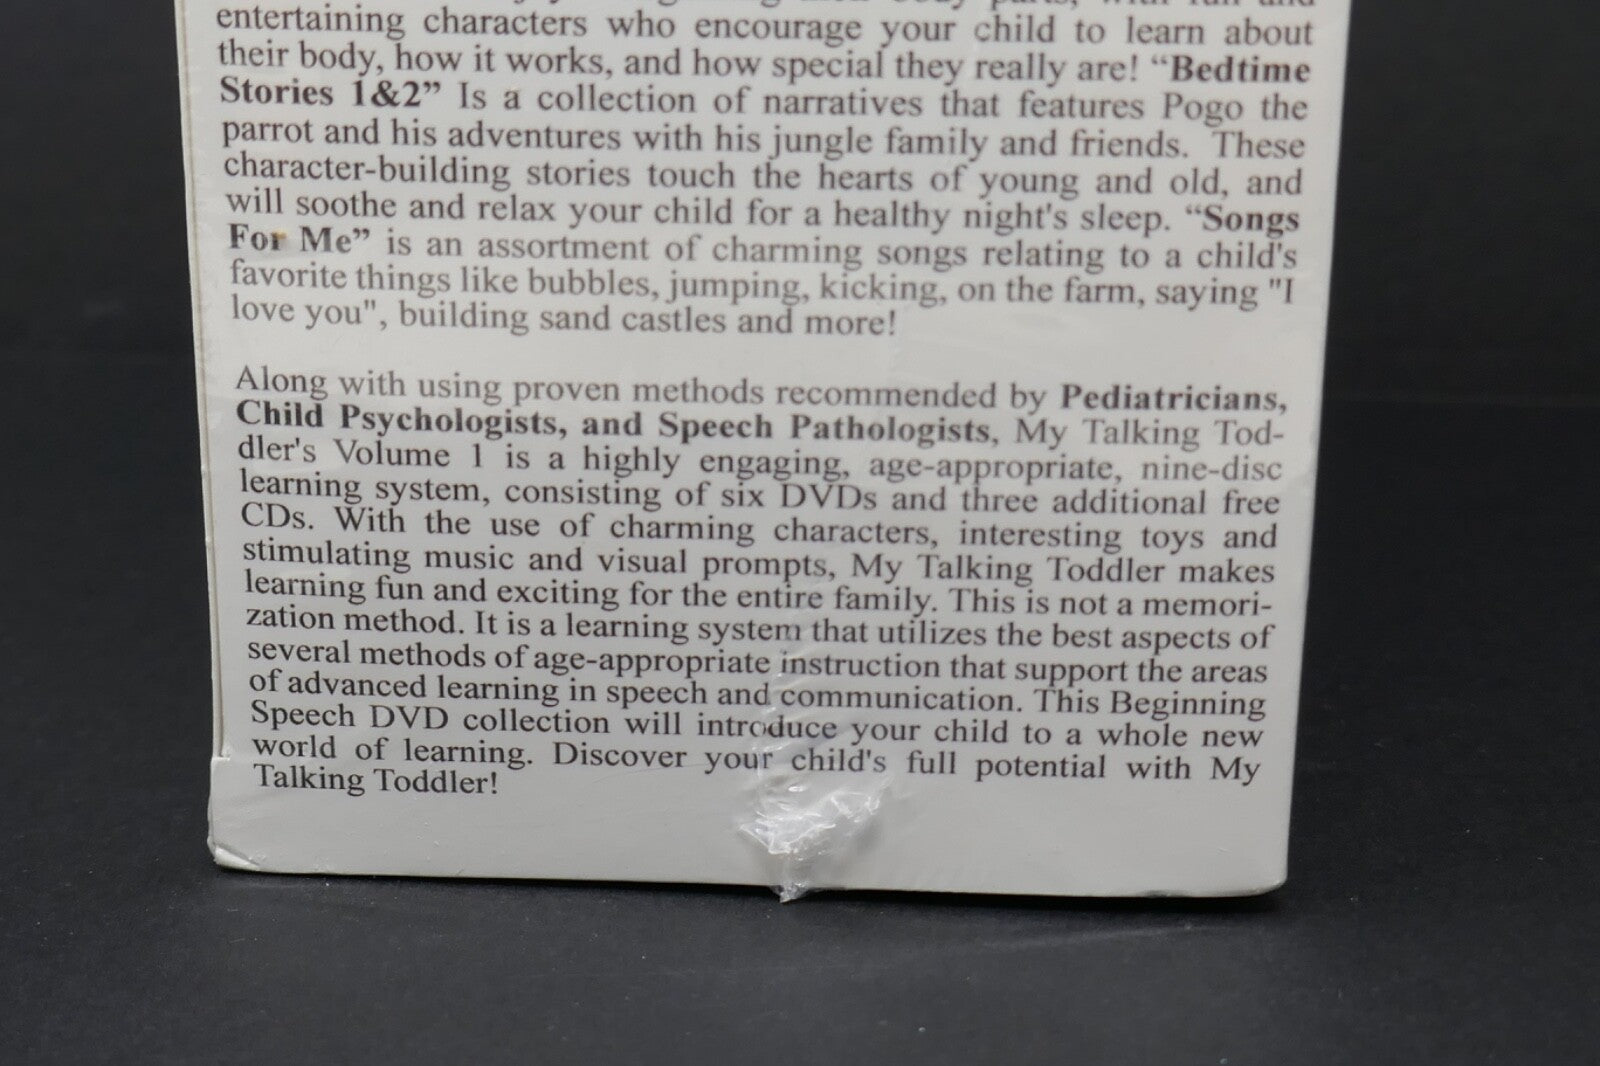 body parts, with fun and
entertaining characters who encourage your child to learn about
their body, how it works, and how special they really are! “Bedtime
Stories 1&2” Is a collection of narratives that features Pogo the
parrot and his adventures with his jungle family and friends. These
character-building stories touch the hearts of young and old, and
will soothe and relax your child for a healthy night's sleep. “Songs
For Me” is an assortment of charming songs relating to a child's
favorite things like bubbles, jumping, kicking, on the farm, saying "I
love you", building sand castles and more!
Along with using proven methods recommended by Pediatricians,
Child Psychologists, and Speech Pathologists, My Talking Tod-
dler's Volume 1 is a highly engaging, age-appropriate, nine-disc
learning system, consisting of six DVDs and three additional free
CDs. With the use of charming characters, interesting toys and
stimulating music and visual prompts, My Talking Toddler makes
learning fun and exciting for the entire family. This is not a memori-
zation method. It is a learning system that utilizes the best aspects of
several methods of age-appropriate instruction that support the areas
of advanced learning in speech and communication. This Beginning
Speech DVD collection will introduce your child to a whole new
world of learning. Discover your child's full potential with My
Talking Toddler!